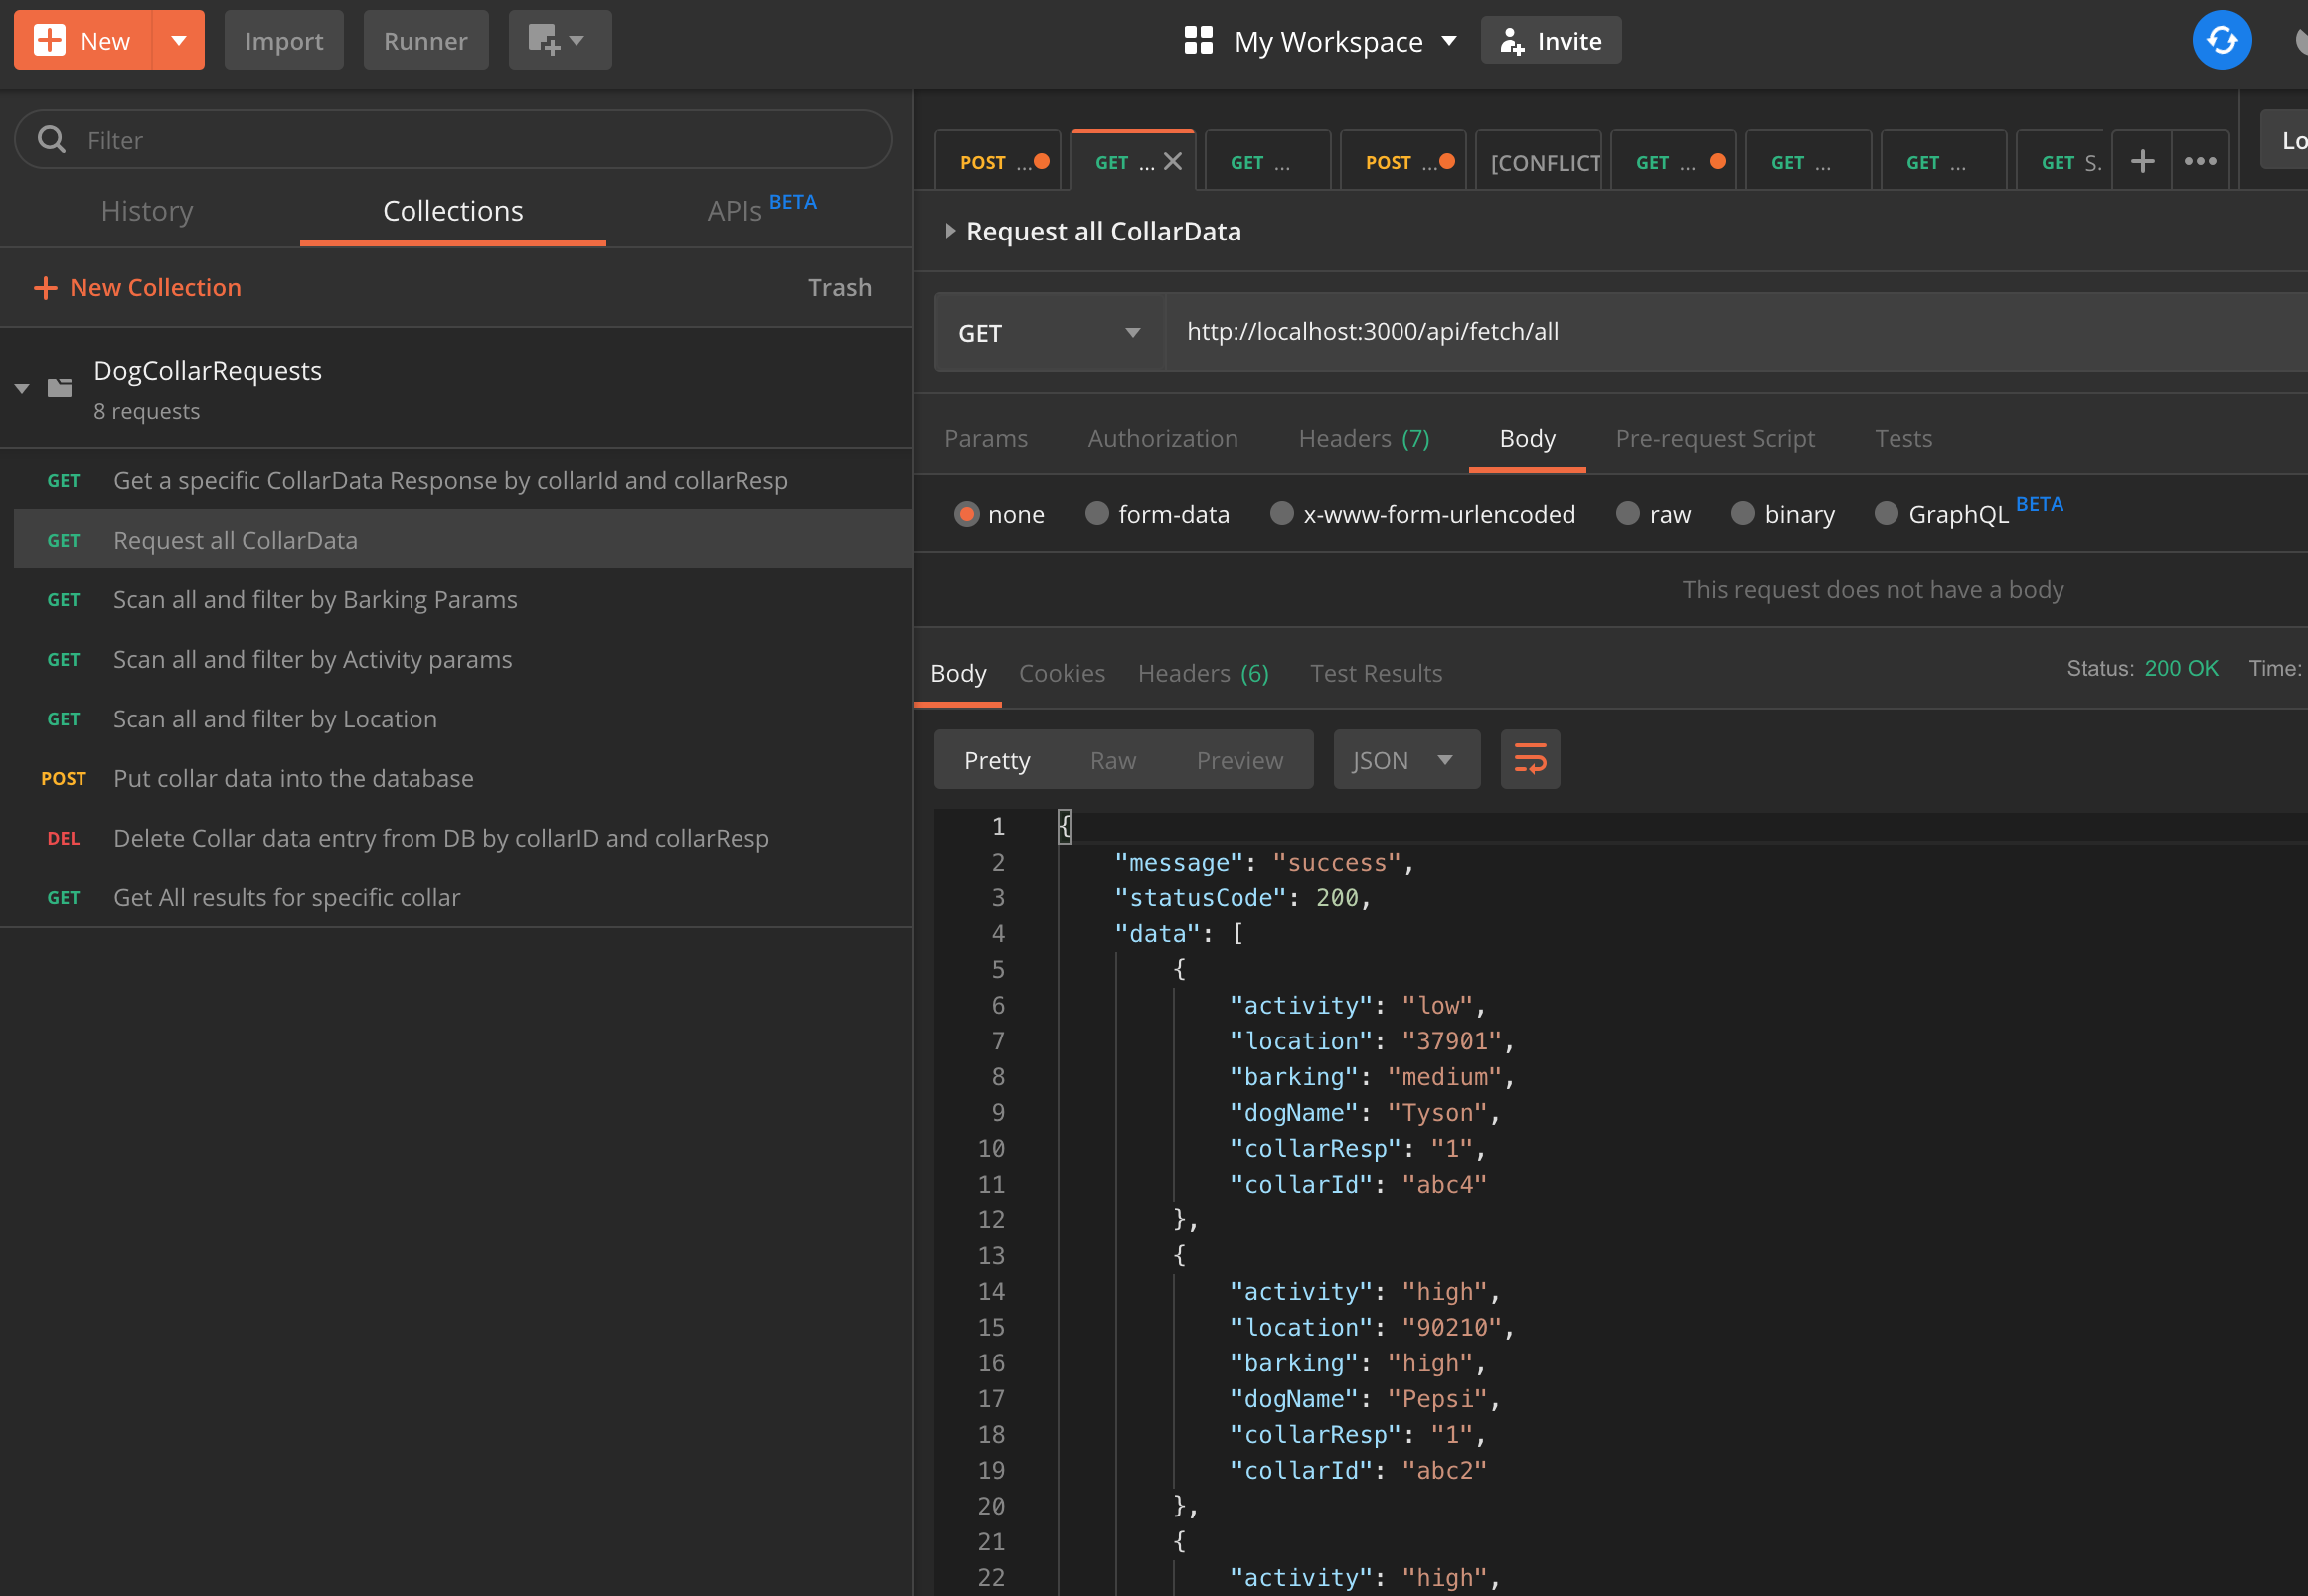 New
Import
Runner
My Workspace
Invite
Filter
History
Collections
APIs BETA
New Collection
Trash
DogCollarRequests
8 requests
GET Get a specific CollarData Response by collarId and collarResp
GET Request all CollarData
GET Scan all and filter by Barking Params
GET Scan all and filter by Activity params
GET Scan all and filter by Location
POST Put collar data into the database
DEL Delete Collar data entry from DB by collarID and collarResp
GET Get All results for specific collar
POST ... GET ... GET ... POST ... [CONFLICT GET ... GET ... GET ... GET S.
Lo
Request all CollarData
GET http://localhost:3000/api/fetch/all
Params Authorization Headers (7) Body Pre-request Script Tests
none form-data x-www-form-urlencoded raw binary GraphQL BETA
This request does not have a body
Body Cookies Headers (6) Test Results Status: 200 OK Time:
Pretty Raw Preview JSON
1 {
2 "message": "success",
3 "statusCode": 200,
4 "data": [
5 {
6 "activity": "low",
7 "location": "37901",
8 "barking": "medium",
9 "dogName": "Tyson",
10 "collarResp": "1",
11 "collarId": "abc4"
12 },
13 {
14 "activity": "high",
15 "location": "90210",
16 "barking": "high",
17 "dogName": "Pepsi",
18 "collarResp": "1",
19 "collarId": "abc2"
20 },
21 {
22 "activity": "high",